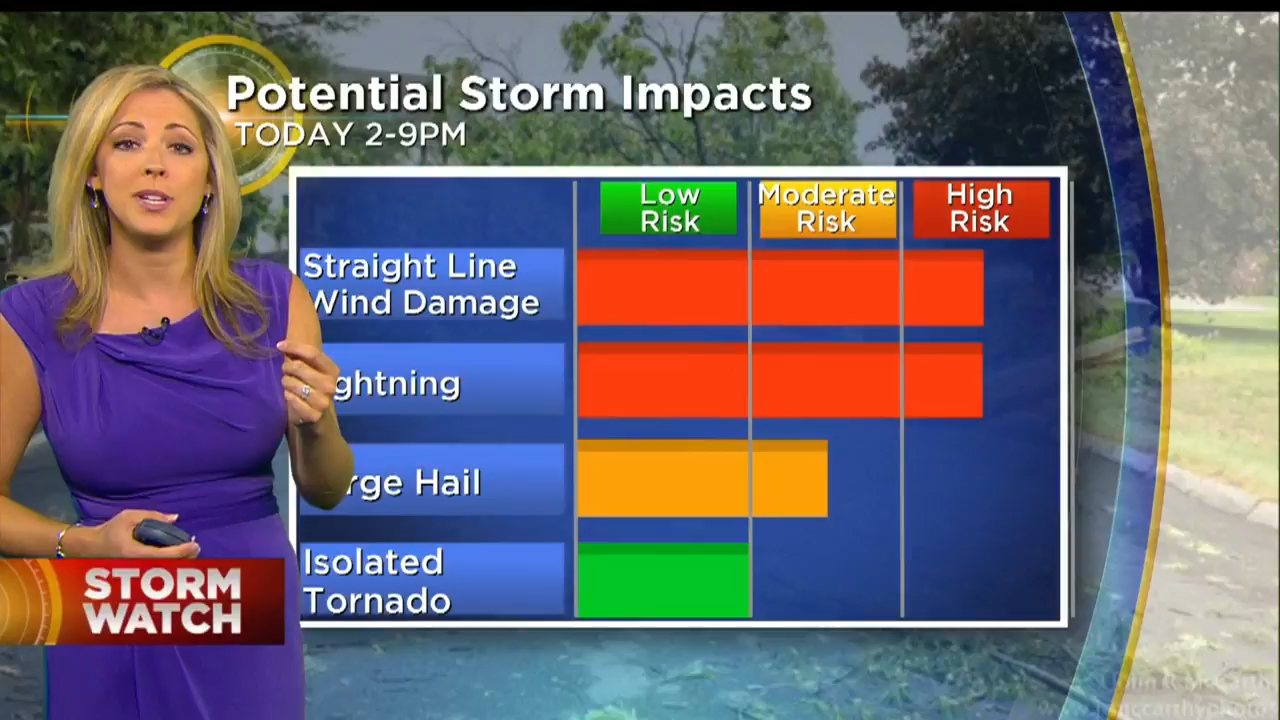 Potential Storm Impacts
TODAY 2-9PM
Low
Risk
Moderate
Risk
High
Risk
Straight Line
Wind Damage
ghtning
rge Hail
Isolated
Tornado
STORM
WATCH